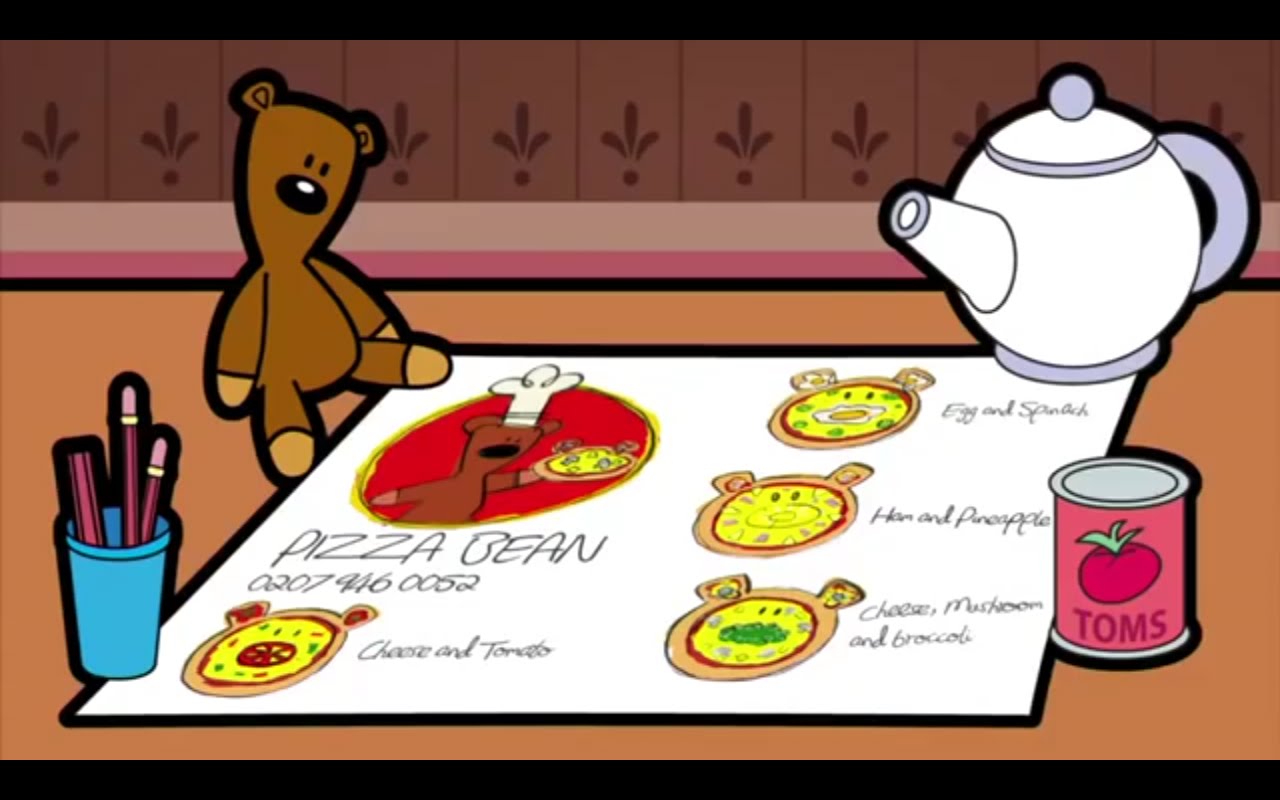 PIZZA BEAN
0207 946 0052
Cheese and Tomato
Egg and Spinach
Ham and Pineapple
Cheese, Mushroom
and broccoli
TOMS